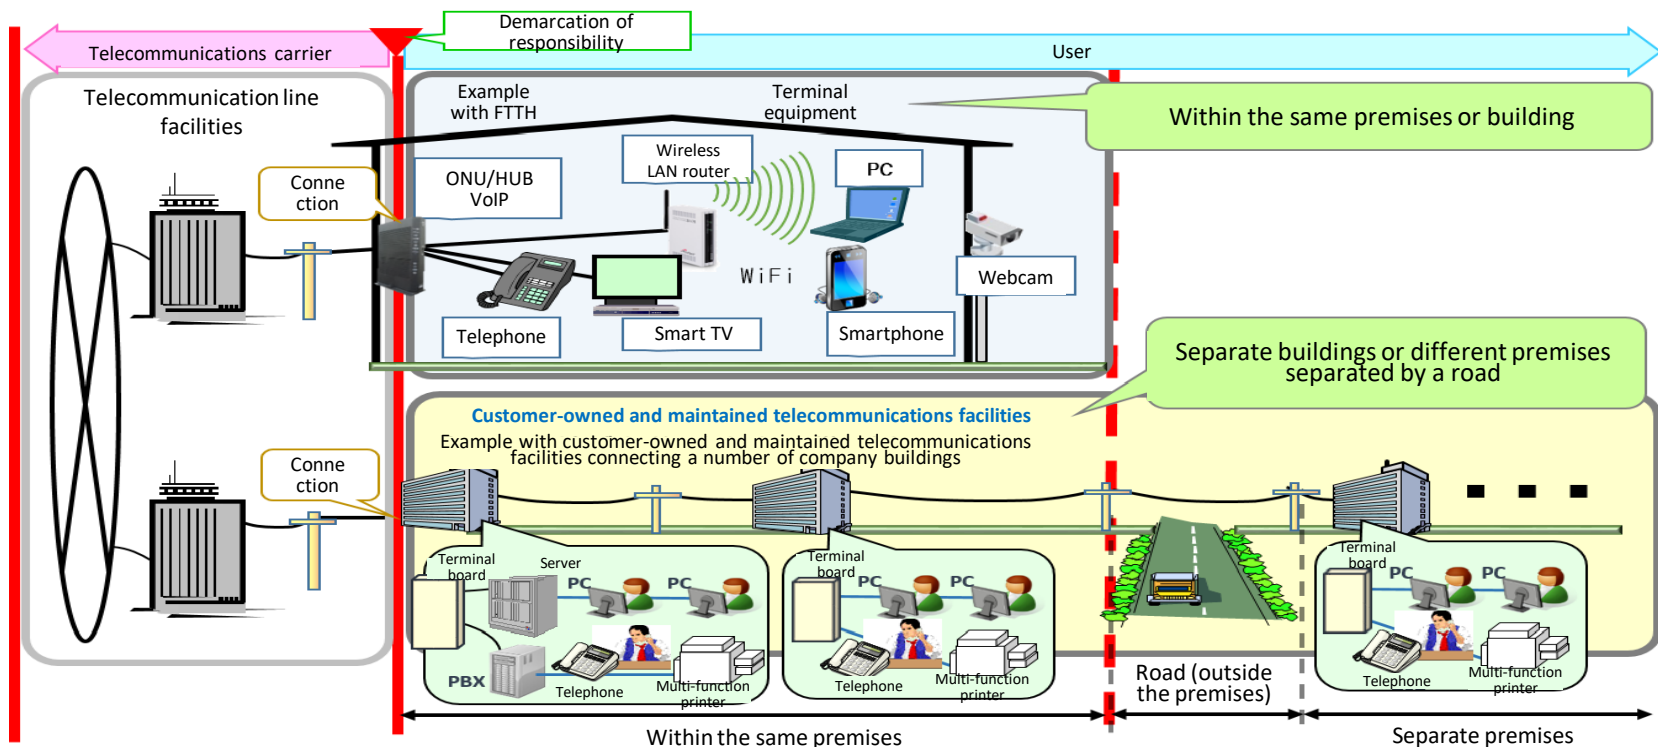 Demarcation of
responsibility
Telecommunications carrier
User
Telecommunication line
facilities
Example
with FTTH
Terminal
equipment
Within the same premises or building
Conne
ction
ONU/HUB
VoIP
Wireless
LAN router
PC
WiFi
Webcam
Telephone
Smart TV
Smartphone
Separate buildings or different premises
separated by a road
Customer-owned and maintained telecommunications facilities
Example with customer-owned and maintained telecommunications
facilities connecting a number of company buildings
Conne
ction
Terminal
board
Server
PC
PC
PBX
Telephone
Multi-function
printer
Terminal
board
PC
PC
Telephone
Multi-function
printer
Road (outside
the premises)
Terminal
board
PC
PC
Telephone
Multi-function
printer
Within the same premises
Separate premises